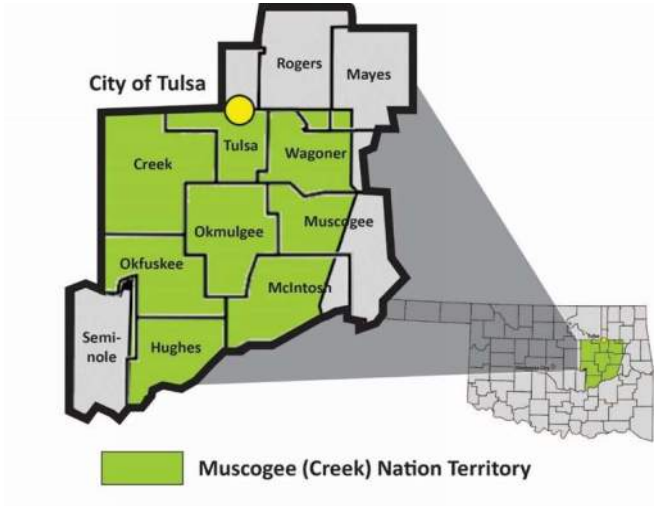 Rogers
Mayes
City of Tulsa
Tulsa
Wagoner
Creek
Muscogee
Okmulgee
Okfuskee
McIntosh
Semi-
nole
Hughes
Tulsa
Muscogee (Creek) Nation Territory